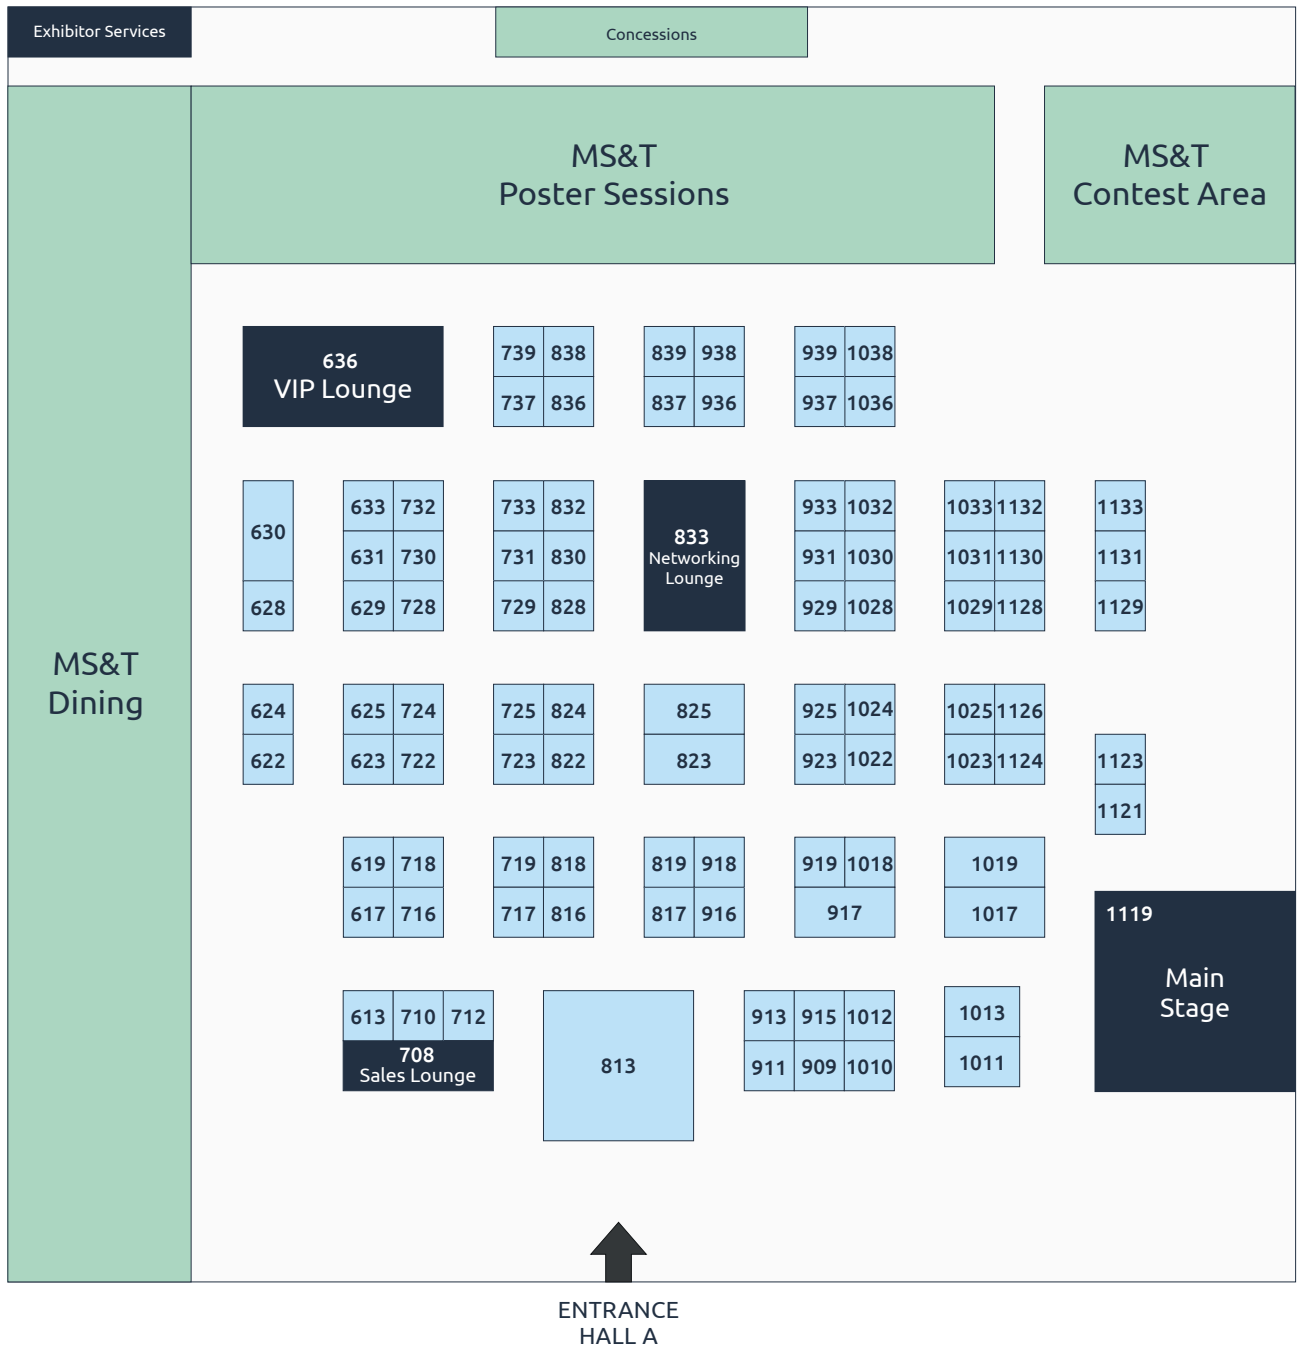 Exhibitor Services
Concessions
MS&T
Poster Sessions
MS&T
Contest Area
MS&T
Dining
636
VIP Lounge
739 838
737 836
839 938
837 936
939 1038
937 1036
630
628
633 732
631 730
629 728
733 832
731 830
729 828
833
Networking
Lounge
933 1032
931 1030
929 1028
1033 1132
1031 1130
1029 1128
1133
1131
1129
624
622
625 724
623 722
725 824
723 822
825
823
925 1024
923 1022
1025 1126
1023 1124
1123
1121
619 718
617 716
719 818
717 816
819 918
817 916
919 1018
917
1019
1017
1119
Main
Stage
613 710 712
708
Sales Lounge
813
913 915 1012
911 909 1010
1013
1011
ENTRANCE
HALL A